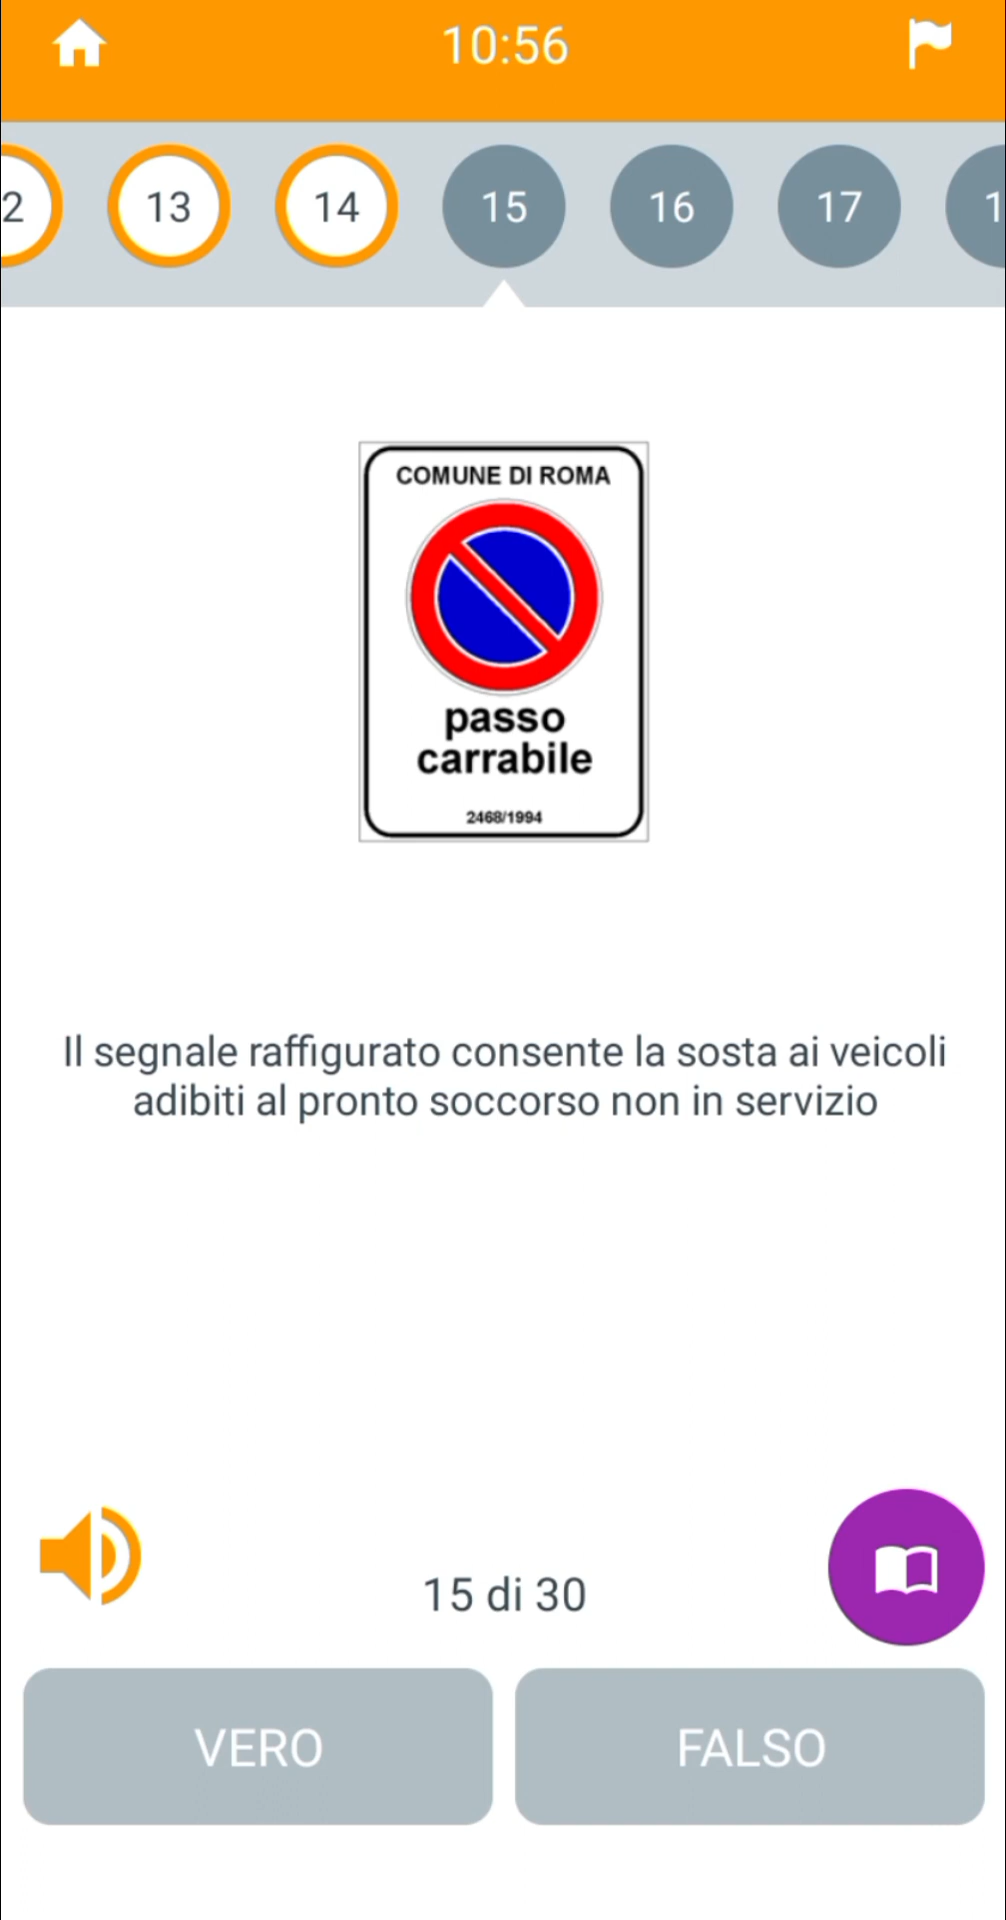 10:56
2
13
14
15
16
17
1
COMUNE DI ROMA
passo
carrabile
2468/1994
Il segnale raffigurato consente la sosta ai veicoli
adibiti al pronto soccorso non in servizio
15 di 30
VERO
FALSO